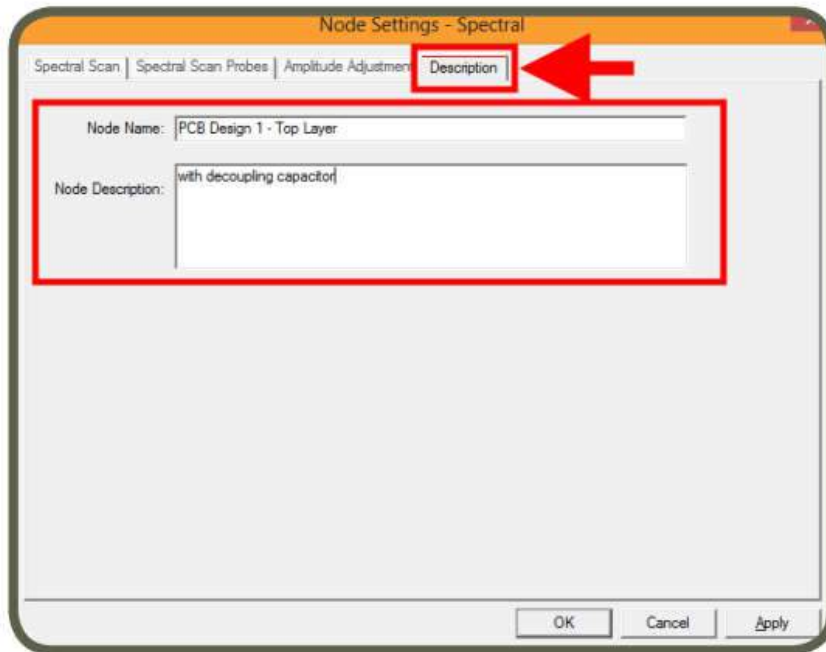 Node Settings - Spectral
Spectral Scan Spectral Scan Probes Amplitude Adjustment Description
Node Name: PCB Design 1 - Top Layer
Node Description: with decoupling capacitor
OK Cancel Apply